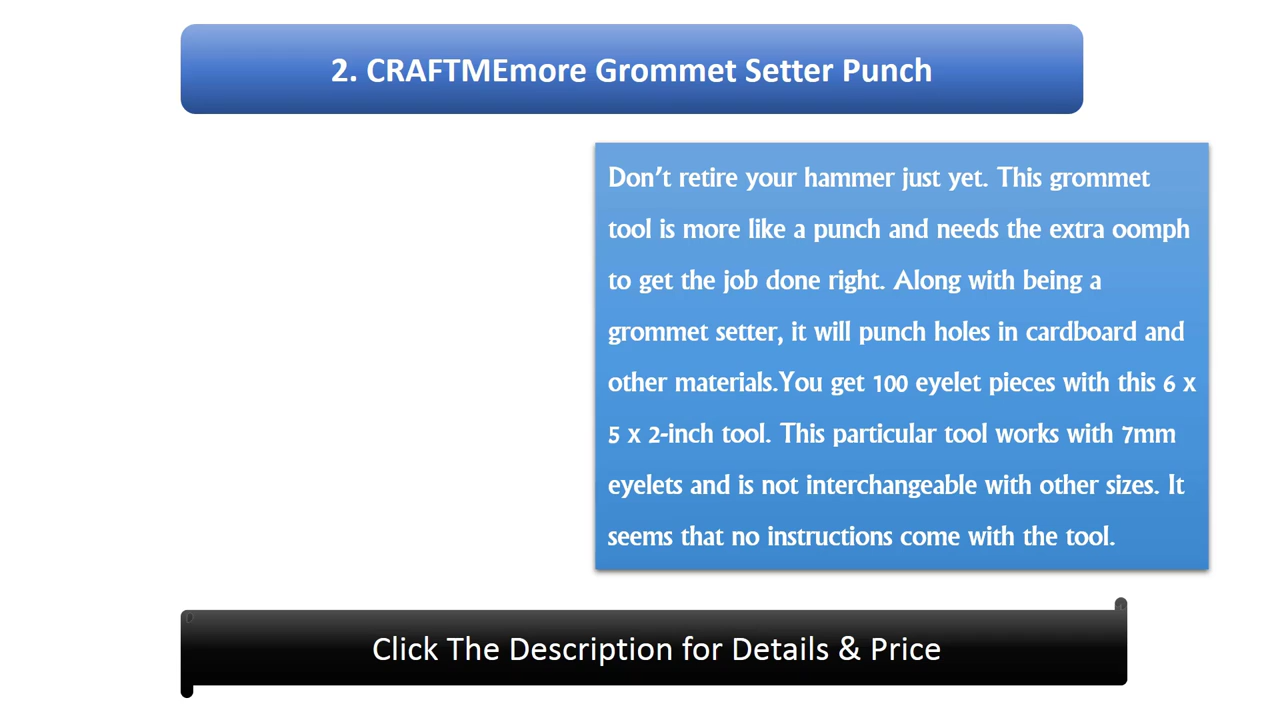 2. CRAFTMEmore Grommet Setter Punch
Don't retire your hammer just yet. This grommet
tool is more like a punch and needs the extra oomph
to get the job done right. Along with being a
grommet setter, it will punch holes in cardboard and
other materials.You get 100 eyelet pieces with this 6 x
5 x 2-inch tool. This particular tool works with 7mm
eyelets and is not interchangeable with other sizes. It
seems that no instructions come with the tool.
Click The Description for Details & Price